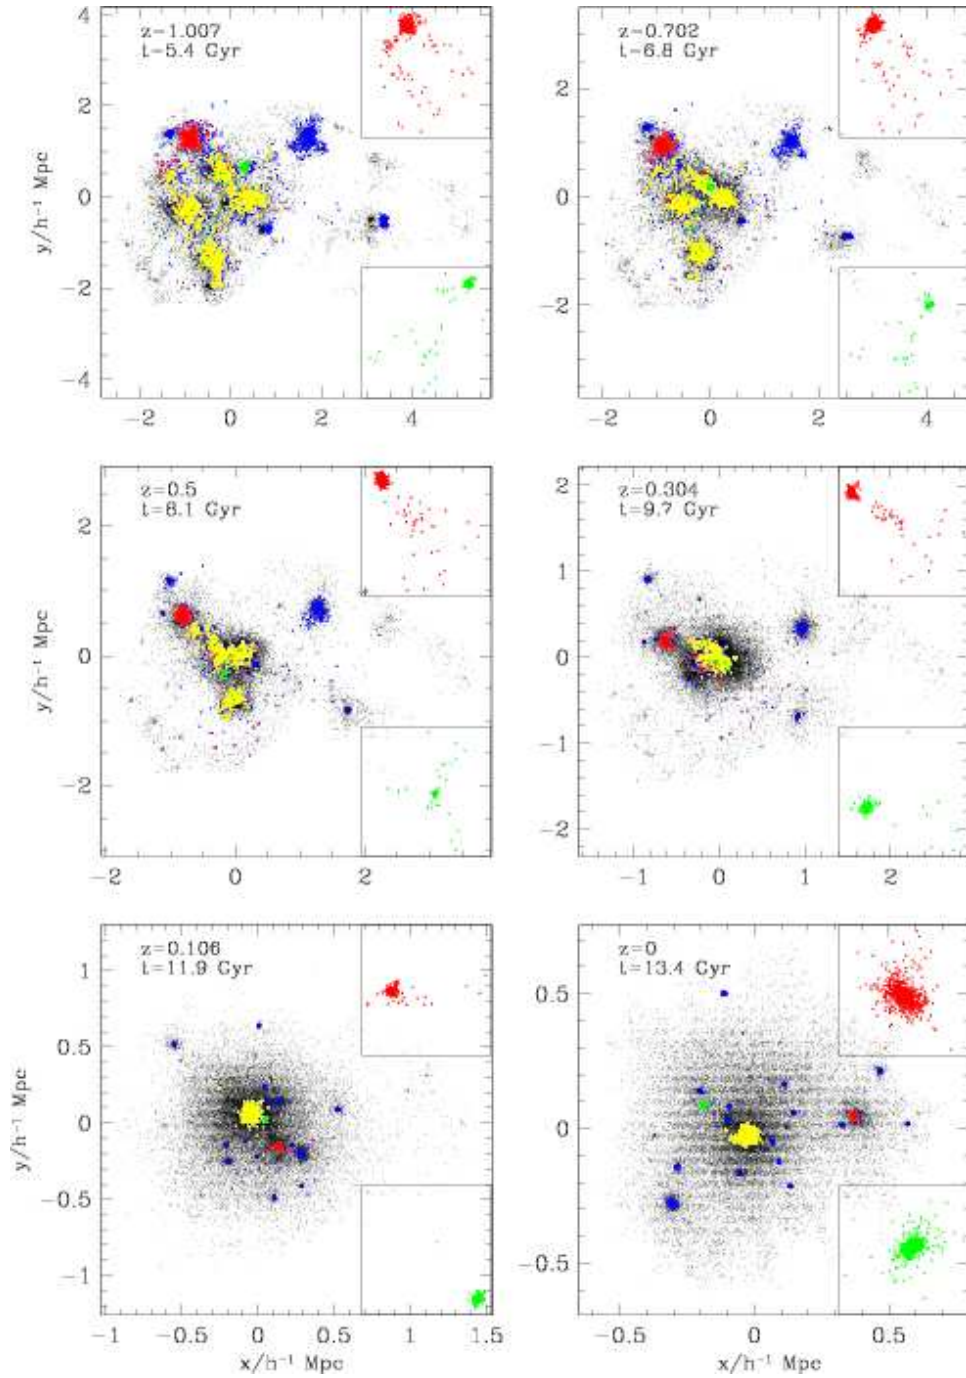 z=1.007
t=5.4 Gyr
z=0.702
t=6.8 Gyr
y/h⁻¹ Mpc
4
2
0
−2
−4
2
0
−2
−2 0 2 4
−2 0 2 4
z=0.5
t=8.1 Gyr
z=0.304
t=9.7 Gyr
y/h⁻¹ Mpc
2
0
−2
2
1
0
−1
−2
−2 0 2
−1 0 1 2
z=0.106
t=11.9 Gyr
z=0
t=13.4 Gyr
y/h⁻¹ Mpc
1
0.5
0
−0.5
−1
0.5
0
−0.5
−1 −0.5 0 0.5 1 1.5
0 0.5
x/h⁻¹ Mpc
x/h⁻¹ Mpc